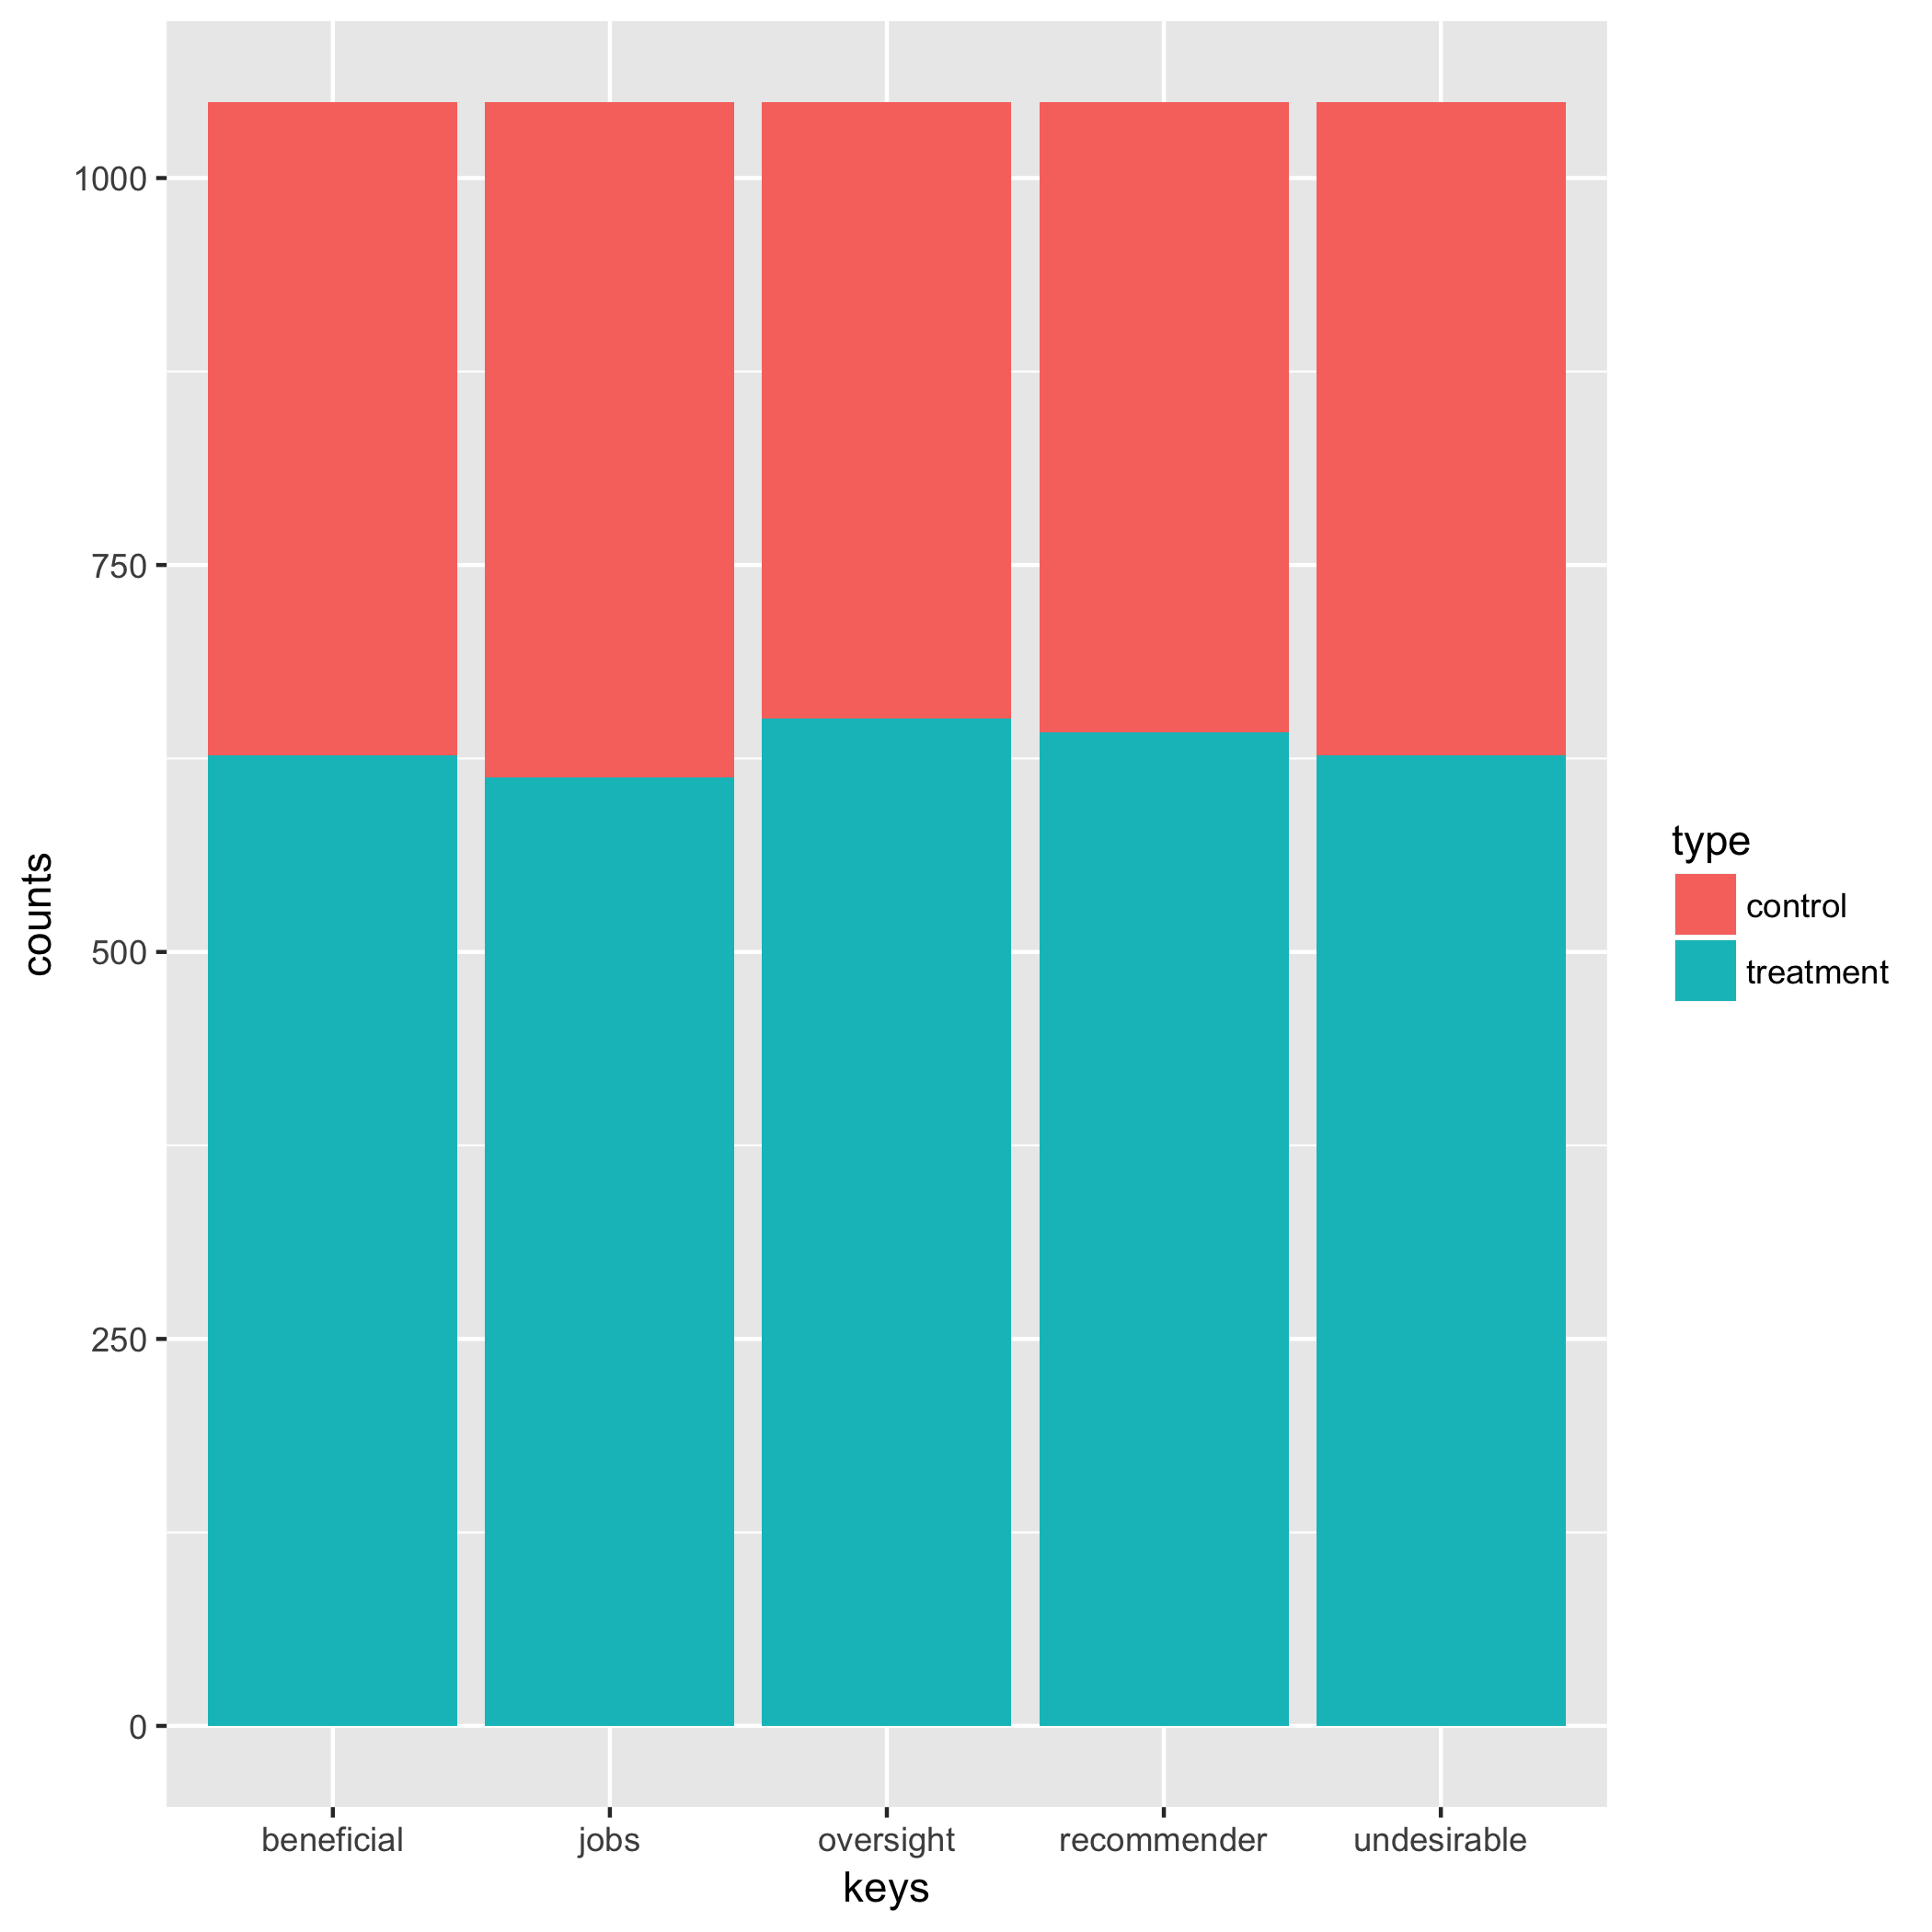 counts
1000
750
500
250
0
beneficial
jobs
oversight
recommender
undesirable
keys
type
control
treatment